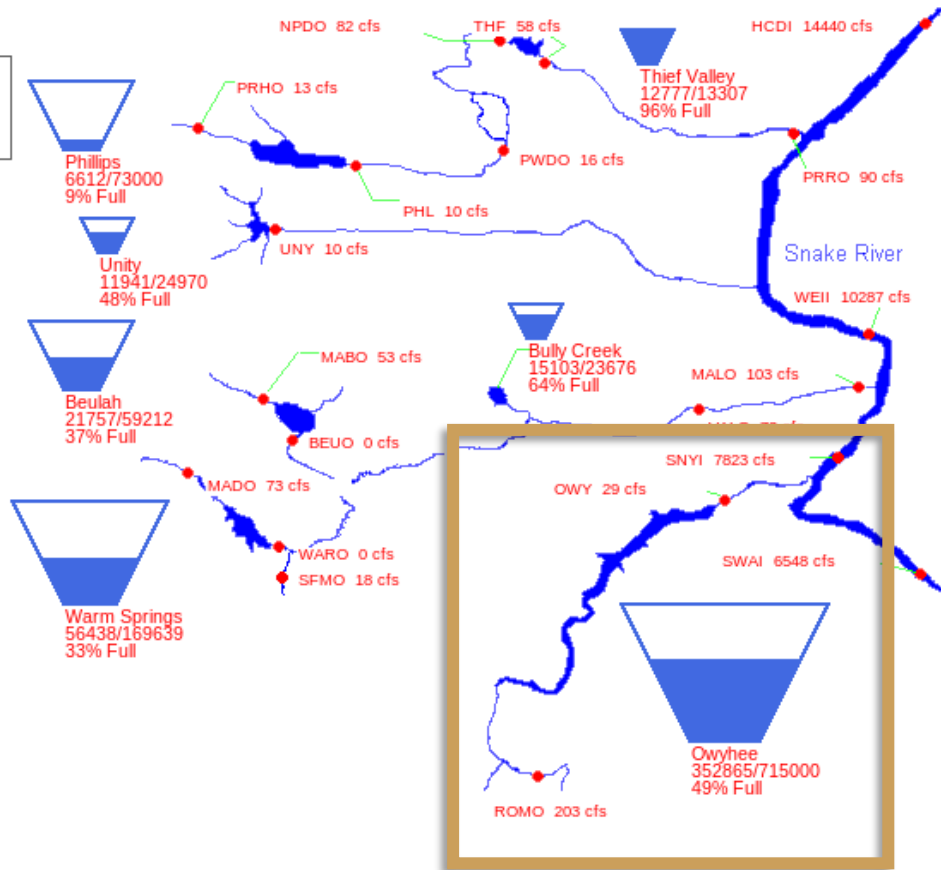 NPDO 82 cfs
THF 58 cfs
HCDI 14440 cfs
Thief Valley
12777/13307
96% Full
PRHO 13 cfs
Phillips
6612/73000
9% Full
PWDO 16 cfs
PRRO 90 cfs
PHL 10 cfs
UNY 10 cfs
Unity
11941/24970
48% Full
Snake River
WEII 10287 cfs
Bully Creek
15103/23676
64% Full
MABO 53 cfs
MALO 103 cfs
Beulah
21757/59212
37% Full
BEUO 0 cfs
SNYI 7823 cfs
MADO 73 cfs
OWY 29 cfs
WARO 0 cfs
SFMO 18 cfs
SWAI 6548 cfs
Warm Springs
56438/169639
33% Full
Owyhee
352865/715000
49% Full
ROMO 203 cfs